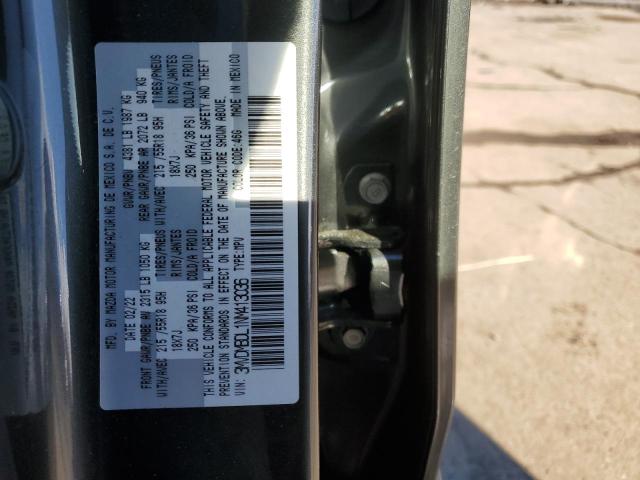 MFG. BY MAZDA MOTOR MANUFACTURING DE MEXICO S.A. DE C.V.
DATE 02/22 GVWR/PNBV 4381 LB 1987 KG
FRONT GAWR/PNBE AV 2315 LB 1050 KG REAR GAWR/PNBE AR 2072 LB 940 KG
WITH/AVEC 215 /55R18 95H TIRES/PNEUS WITH/AVEC 215 /55R18 95H TIRES/PNEUS
18X7J RIMS/JANTES 18X7J RIMS/JANTES
250 KPA/36 PSI COLD/A FROID 250 KPA/36 PSI COLD/A FROID
THIS VEHICLE CONFORMS TO ALL APPLICABLE FEDERAL MOTOR VEHICLE SAFETY AND THEFT
PREVENTION STANDARDS IN EFFECT ON THE DATE OF MANUFACTURE SHOWN ABOVE.
VIN: TYPE:MPV COLOR CODE:46G MADE IN MEXICO